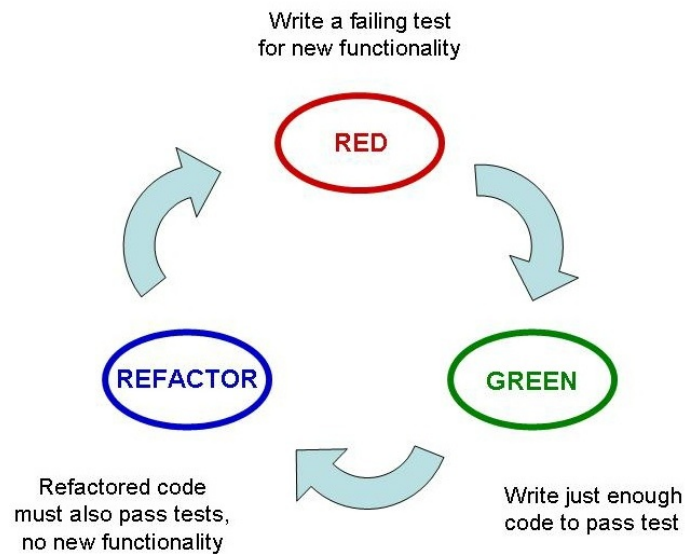 Write a failing test
for new functionality
RED
GREEN
Write just enough
code to pass test
REFACTOR
Refactored code
must also pass tests,
no new functionality